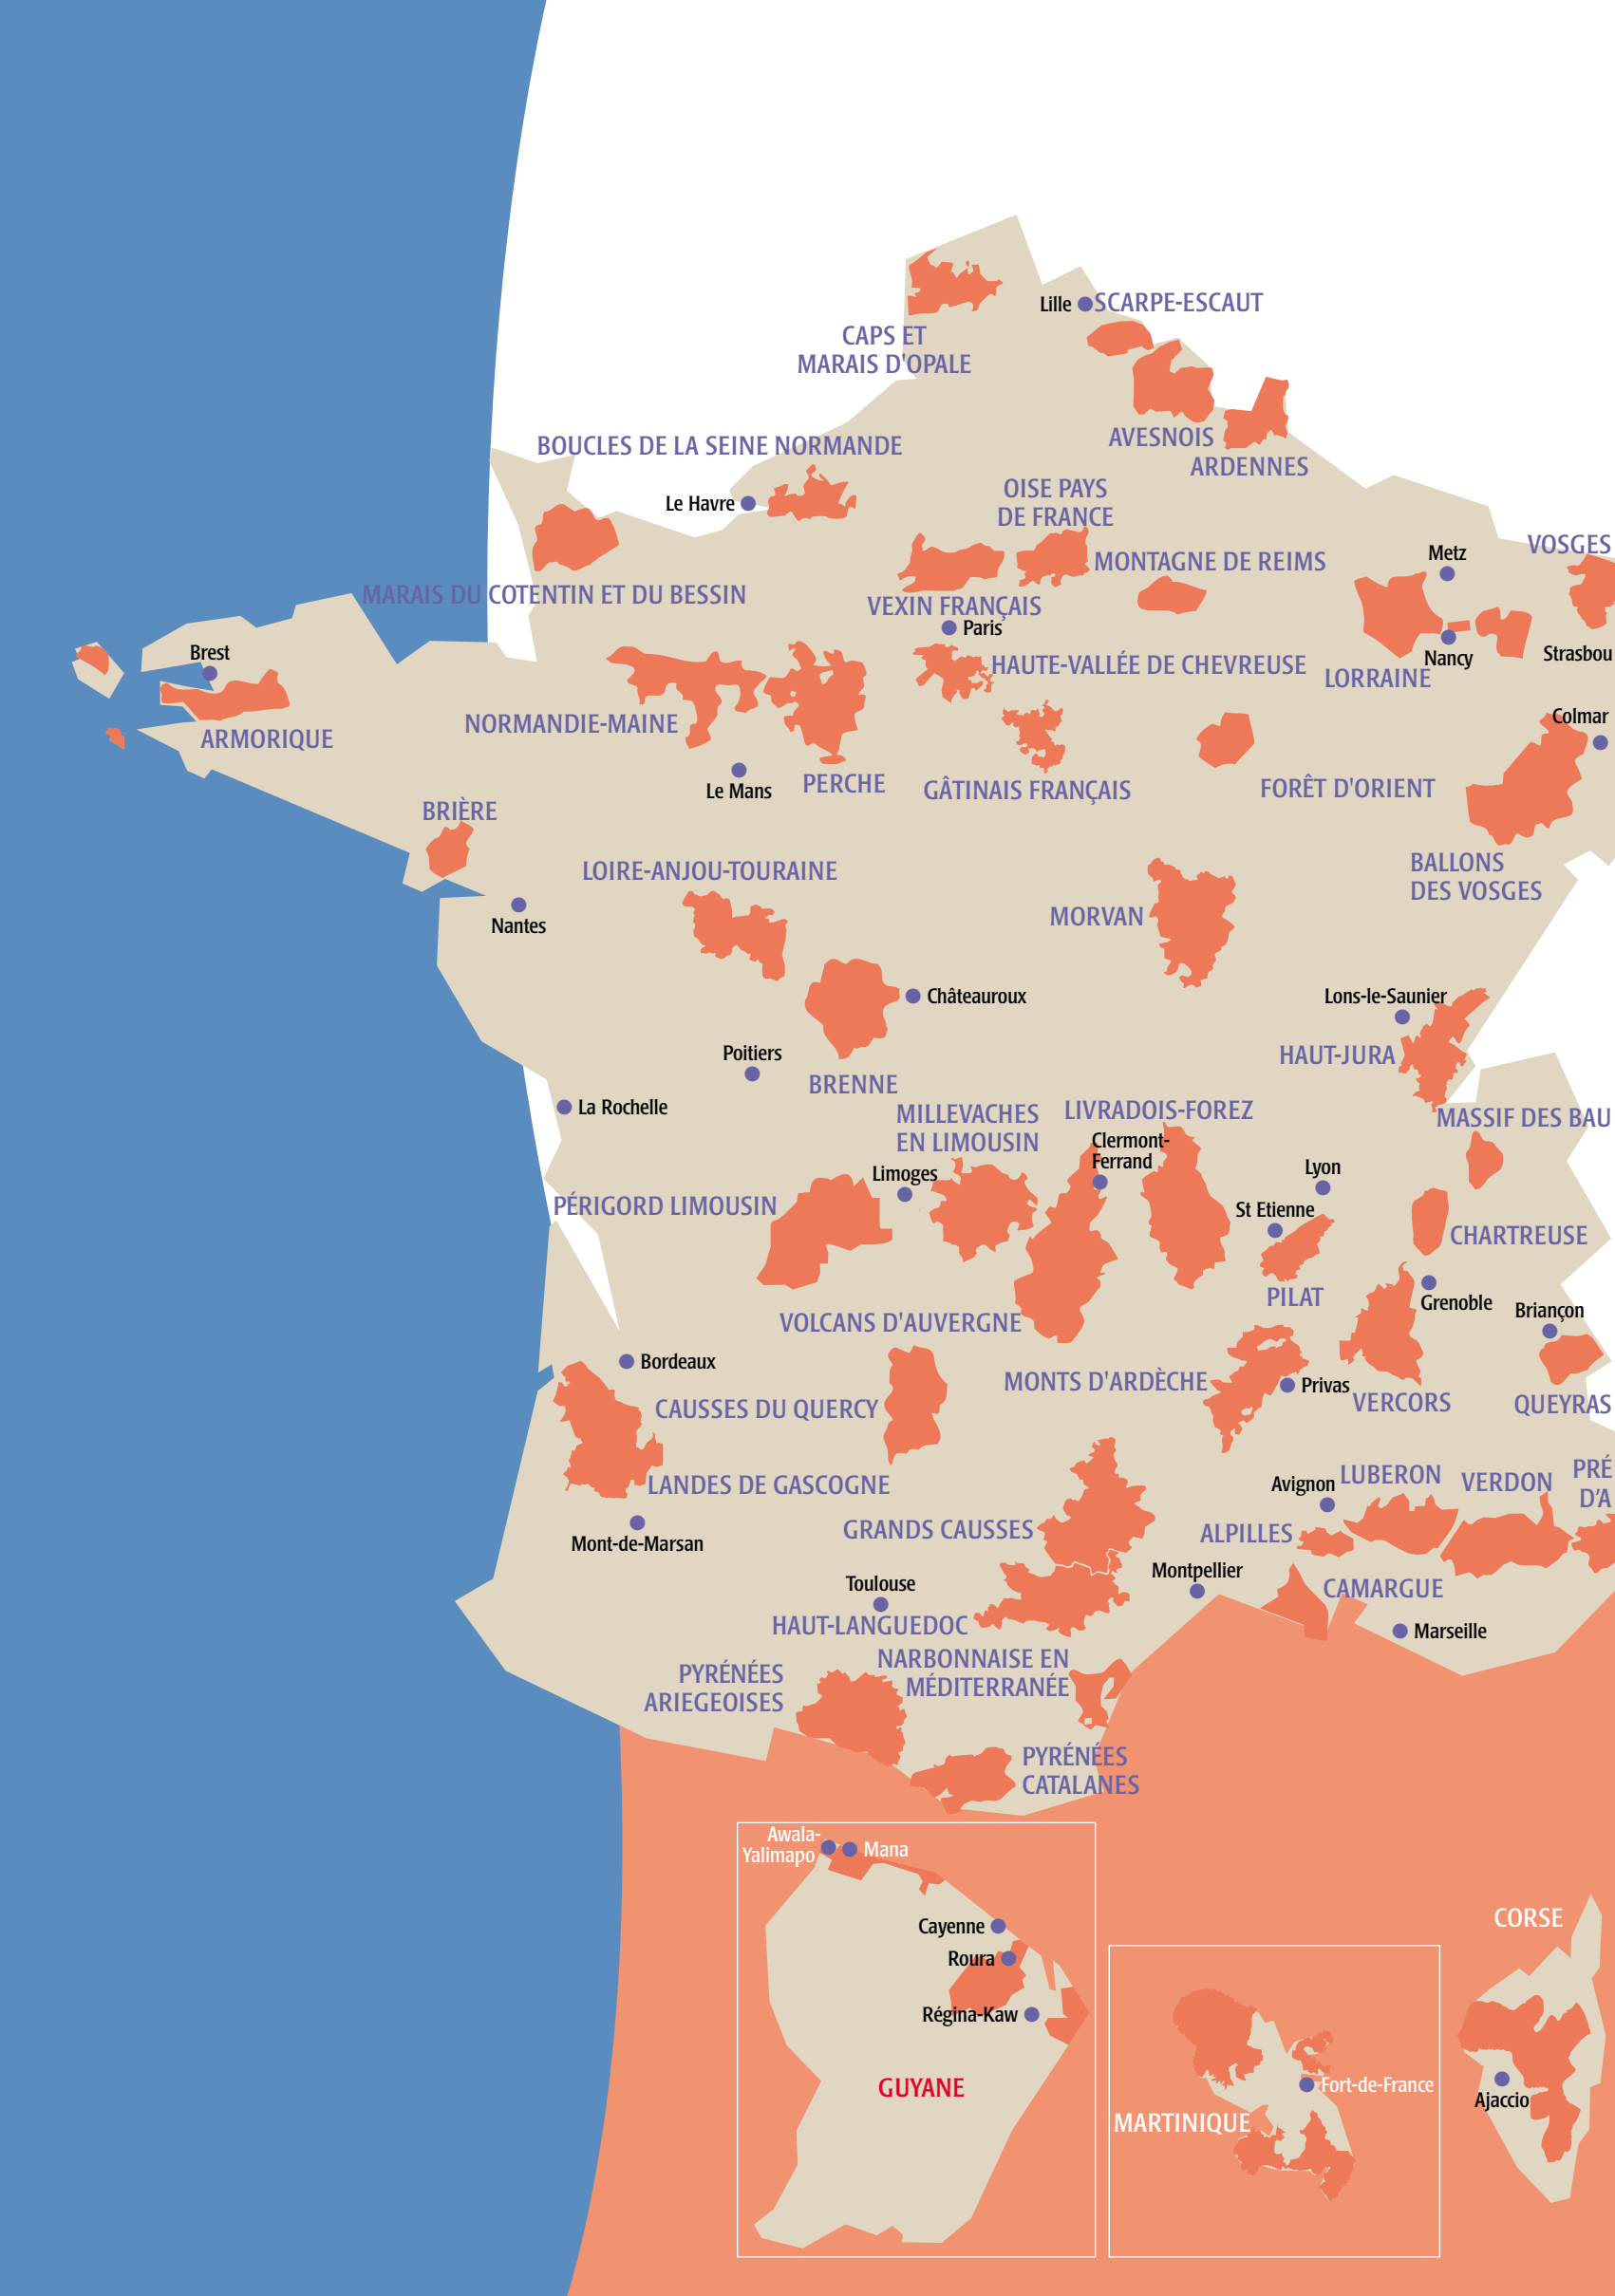 Lille
SCARPE-ESCAUT
CAPS ET
MARAIS D'OPALE
AVESNOIS
ARDENNES
BOUCLES DE LA SEINE NORMANDE
Le Havre
OISE PAYS
DE FRANCE
MONTAGNE DE REIMS
Metz
VOSGES
MARAIS DU COTENTIN ET DU BESSIN
VEXIN FRANÇAIS
Paris
Brest
HAUTE-VALLÉE DE CHEVREUSE
Nancy
Strasbou
LORRAINE
Colmar
ARMORIQUE
NORMANDIE-MAINE
Le Mans
PERCHE
GÂTINAIS FRANÇAIS
FORÊT D'ORIENT
BRIÈRE
BALLONS
DES VOSGES
LOIRE-ANJOU-TOURAINE
MORVAN
Nantes
Châteauroux
Lons-le-Saunier
Poitiers
HAUT-JURA
BRENNE
La Rochelle
MILLEVACHES
EN LIMOUSIN
LIVRADOIS-FOREZ
MASSIF DES BAU
Clermont-
Ferrand
Limoges
Lyon
PÉRIGORD LIMOUSIN
St Etienne
CHARTREUSE
PILAT
Grenoble
Briançon
VOLCANS D'AUVERGNE
Bordeaux
MONTS D'ARDÈCHE
Privas
VERCORS
QUEYRAS
CAUSSES DU QUERCY
LANDES DE GASCOGNE
Avignon
LUBERON
VERDON
PRÉ
D'A
GRANDS CAUSSES
ALPILLES
Mont-de-Marsan
Montpellier
Toulouse
CAMARGUE
HAUT-LANGUEDOC
Marseille
NARBONNAISE EN
MÉDITERRANÉE
PYRÉNÉES
ARIEGEOISES
PYRÉNÉES
CATALANES
Awala-
Yalimapo
Mana
Cayenne
Roura
Régina-Kaw
GUYANE
CORSE
Fort-de-France
MARTINIQUE
Ajaccio